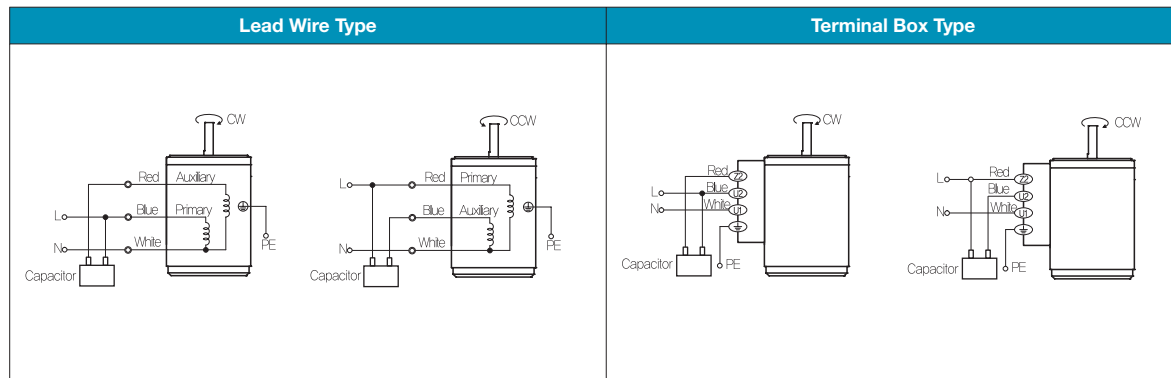 Lead Wire Type
Terminal Box Type
CW
Red Auxiliary
L Blue Primary
N White
PE
Capacitor
CCW
L Red Primary
Blue Auxiliary
N White
PE
Capacitor
CW
Red Z2
L Blue U2
N White U1
Capacitor PE
CCW
L Red Z2
Blue U2
N White U1
Capacitor PE